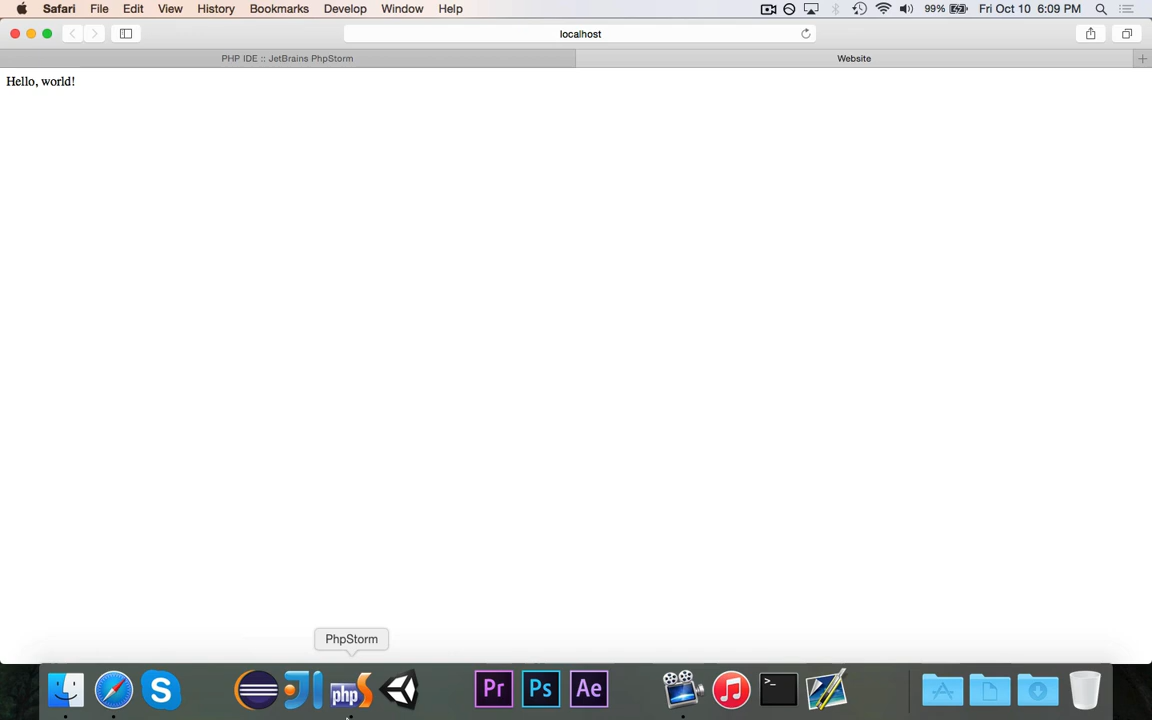 Safari File Edit View History Bookmarks Develop Window Help 99% Fri Oct 10 6:09 PM
localhost
PHP IDE :: JetBrains PhpStorm Website
Hello, world!
PhpStorm
php
Pr Ps Ae
>_